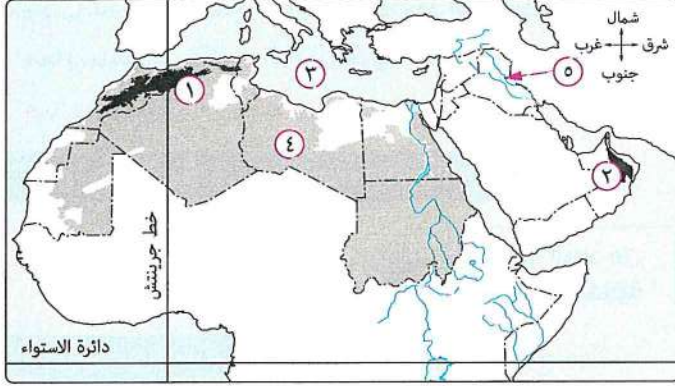 شمال
شرق غرب
جنوب
٥
٣
١
٤
٢
خط جرينتش
دائرة الاستواء